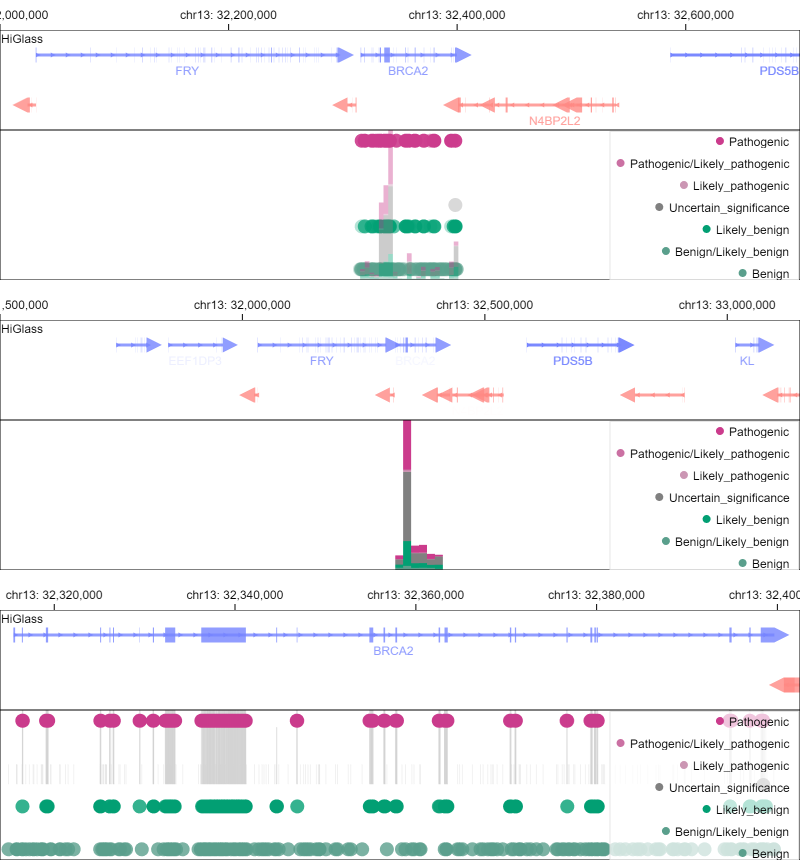 2,000,000 chr13: 32,200,000 chr13: 32,400,000 chr13: 32,600,000
HiGlass
FRY BRCA2 PDS5B
N4BP2L2
Pathogenic
Pathogenic/Likely_pathogenic
Likely_pathogenic
Uncertain_significance
Likely_benign
Benign/Likely_benign
Benign
,500,000 chr13: 32,000,000 chr13: 32,500,000 chr13: 33,000,000
HiGlass
EEF1DP3 FRY BRCA2 PDS5B KL
Pathogenic
Pathogenic/Likely_pathogenic
Likely_pathogenic
Uncertain_significance
Likely_benign
Benign/Likely_benign
Benign
chr13: 32,320,000 chr13: 32,340,000 chr13: 32,360,000 chr13: 32,380,000 chr13: 32,400
HiGlass
BRCA2
Pathogenic
Pathogenic/Likely_pathogenic
Likely_pathogenic
Uncertain_significance
Likely_benign
Benign/Likely_benign
Benign